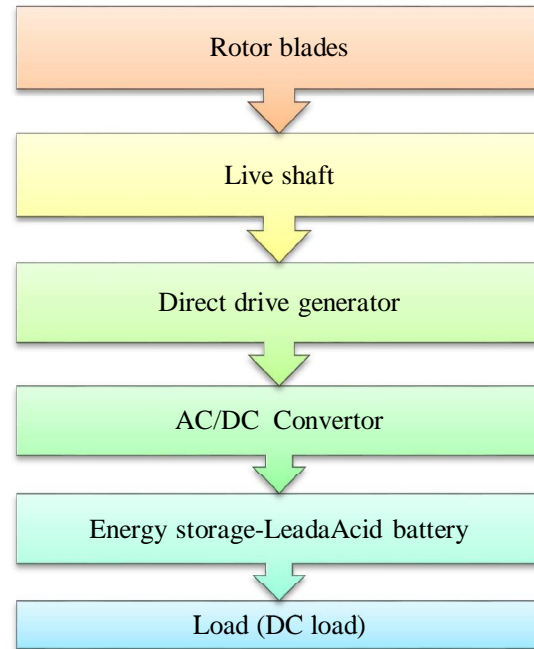 Rotor blades
Live shaft
Direct drive generator
AC/DC Convertor
Energy storage-LeadaAcid battery
Load (DC load)